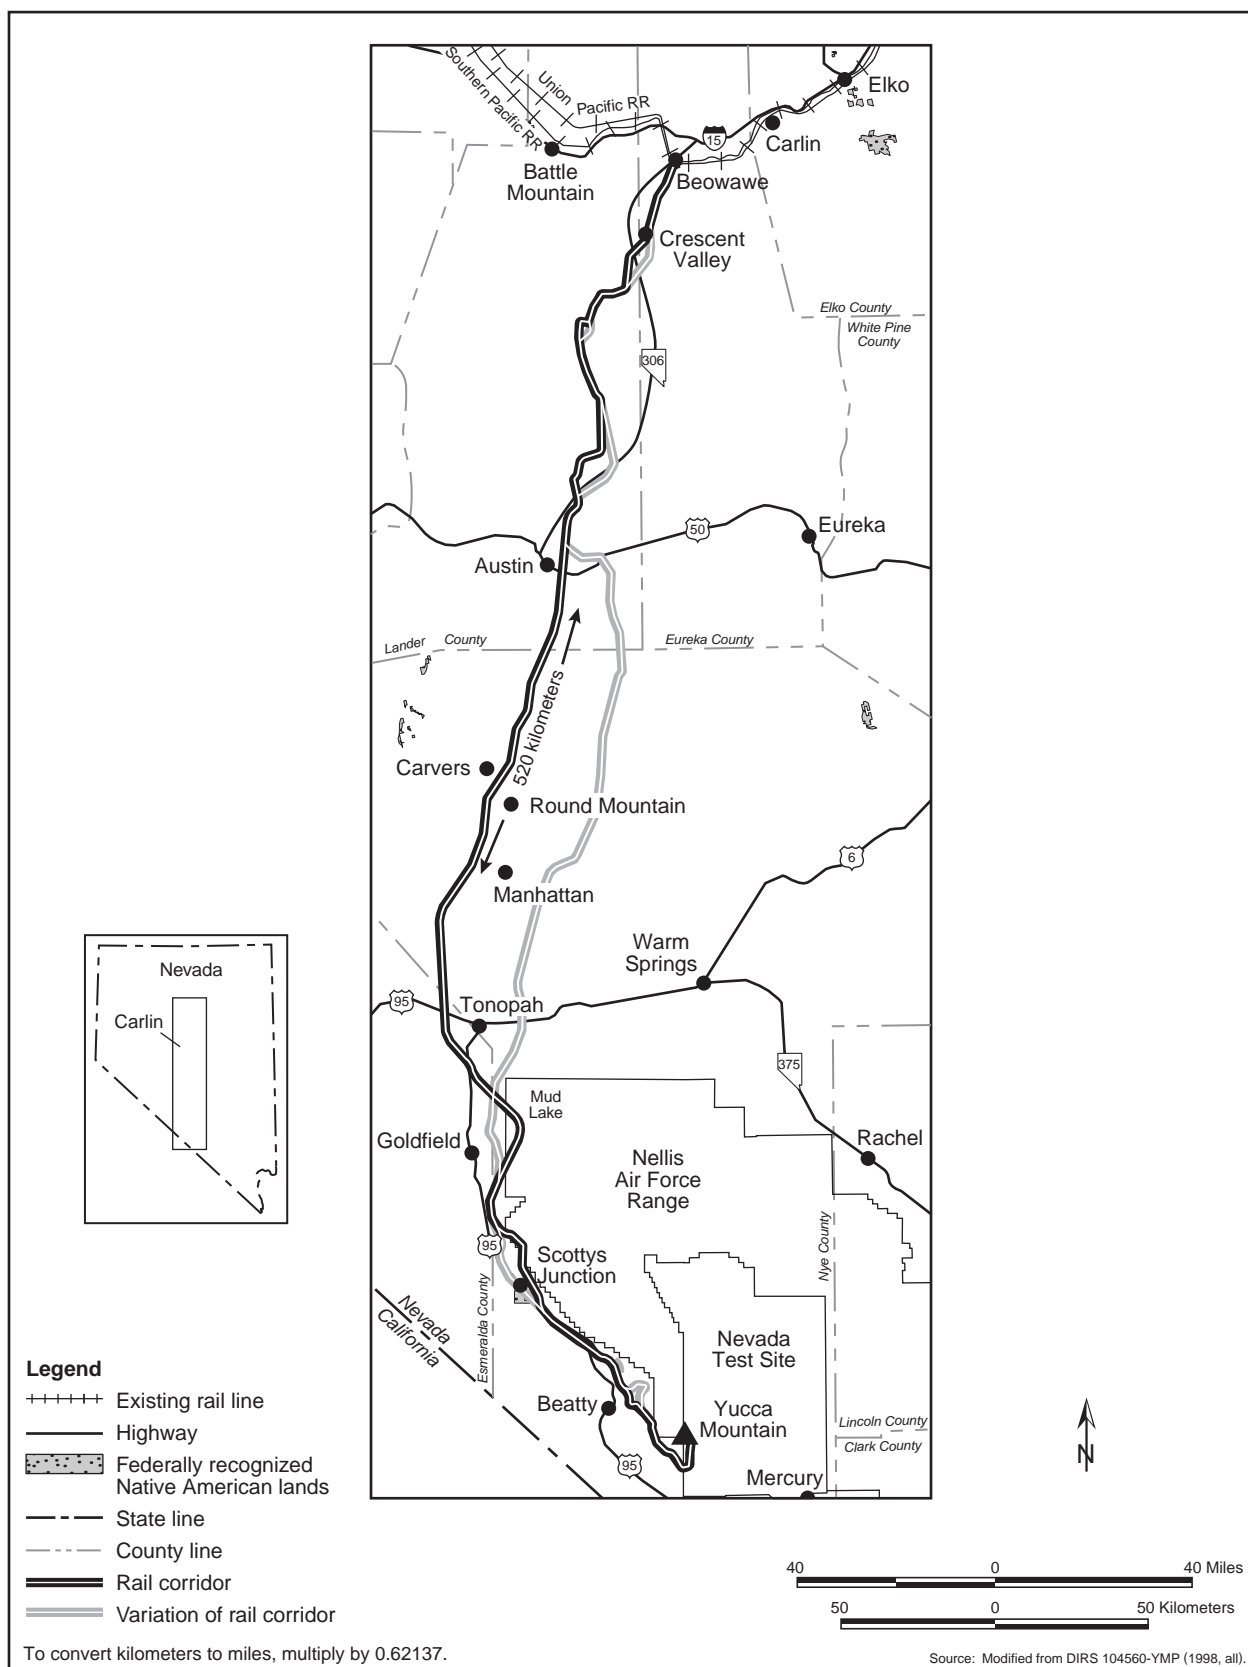 Southern Pacific RR
Union
Pacific RR
Elko
15
Carlin
Battle
Mountain
Beowawe
Crescent
Valley
Elko County
White Pine
County
306
50
Eureka
Austin
Lander County
Eureka County
520 kilometers
Carvers
Round Mountain
6
Manhattan
Warm
Springs
Nevada
Carlin
95
Tonopah
375
Mud
Lake
Goldfield
Rachel
Nellis
Air Force
Range
Nye County
95
Scottys
Junction
Esmeralda County
Nevada
California
Nevada
Test Site
Beatty
Yucca
Mountain
Lincoln County
Clark County
95
Mercury
N
Legend
Existing rail line
Highway
Federally recognized
Native American lands
State line
County line
Rail corridor
Variation of rail corridor
40 0 40 Miles
50 0 50 Kilometers
To convert kilometers to miles, multiply by 0.62137.
Source: Modified from DIRS 104560-YMP (1998, all).